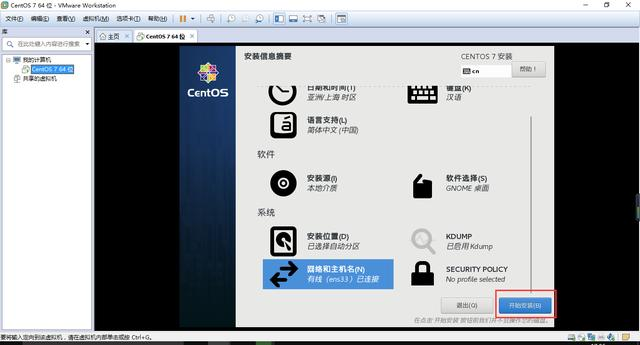 CentOS 7 64 位 - VMware Workstation
文件(F) 编辑(E) 查看(V) 虚拟机(M) 选项卡(T) 帮助(H)
库
在此处键入内容进行搜索
我的计算机
CentOS 7 64 位
共享的虚拟机
主页
CentOS 7 64 位
CentOS
安装信息摘要
CENTOS 7 安装
cn
帮助！
日期和时间(T)
亚洲/上海 时区
键盘(K)
汉语
语言支持(L)
简体中文 (中国)
软件
安装源(I)
本地介质
软件选择(S)
GNOME 桌面
系统
安装位置(D)
已选择自动分区
KDUMP
已启用 Kdump
网络和主机名(N)
有线（ens33）已连接
SECURITY POLICY
No profile selected
退出(Q)
开始安装(B)
在点击 开始安装 按钮前我们并不会操作您的磁盘。
要将输入定向到该虚拟机，请在虚拟机内部单击或按 Ctrl+G。